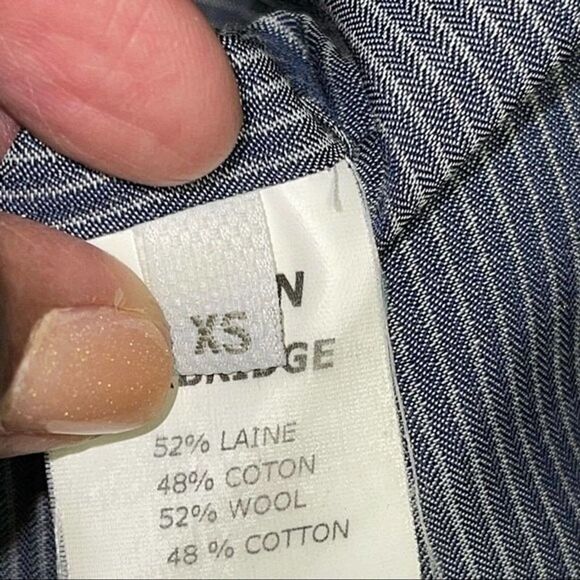 XS
52% LAINE
48% COTON
52% WOOL
48 % COTTON